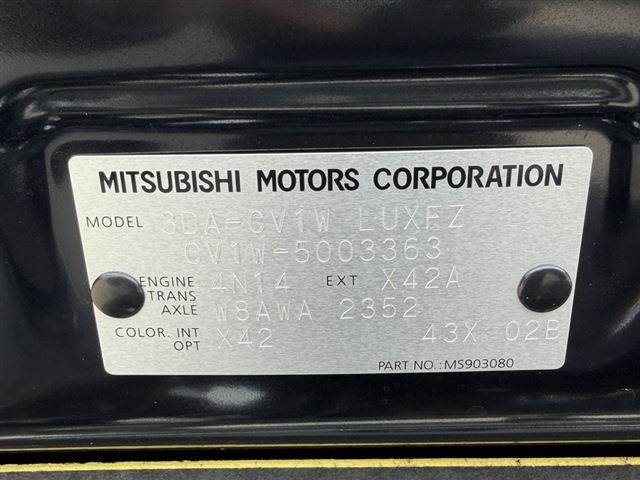 MITSUBISHI MOTORS CORPORATION
MODEL 3DA-CV1W LUXFZ
CV1W-5003363
ENGINE 4N14 EXT X42A
TRANS
AXLE W8AWA 2352
COLOR. INT X42 43X 02B
OPT
PART NO.:MS903080